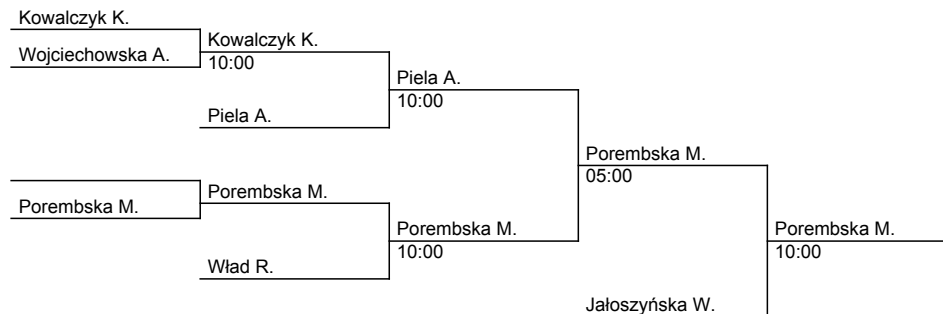 Kowalczyk K.
Wojciechowska A.
Kowalczyk K.
10:00
Piela A.
Piela A.
10:00
Porembska M.
05:00
Porembska M.
Porembska M.
Wład R.
Porembska M.
10:00
Jałoszyńska W.
Porembska M.
10:00